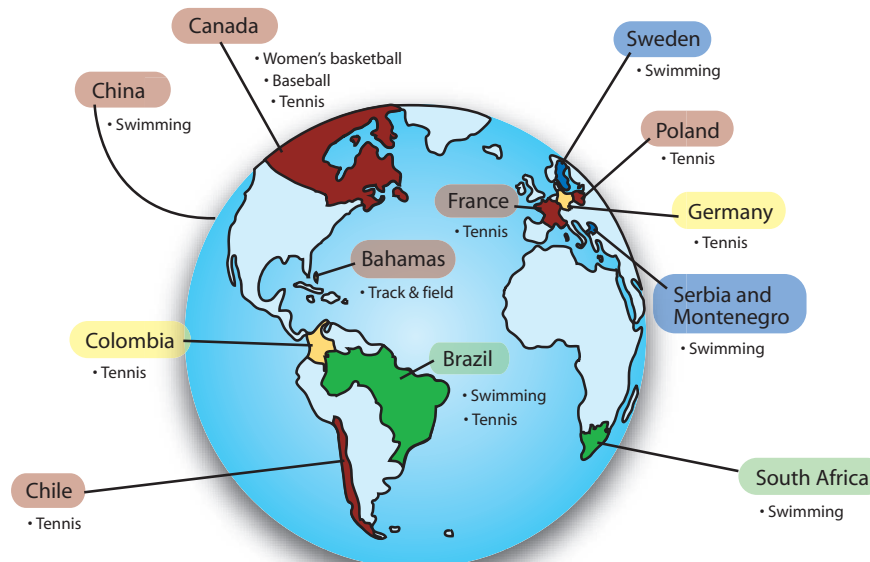 Canada
• Women's basketball
• Baseball
• Tennis
Sweden
• Swimming
China
• Swimming
Poland
• Tennis
France
• Tennis
Germany
• Tennis
Bahamas
• Track & field
Serbia and
Montenegro
• Swimming
Colombia
• Tennis
Brazil
• Swimming
• Tennis
South Africa
• Swimming
Chile
• Tennis